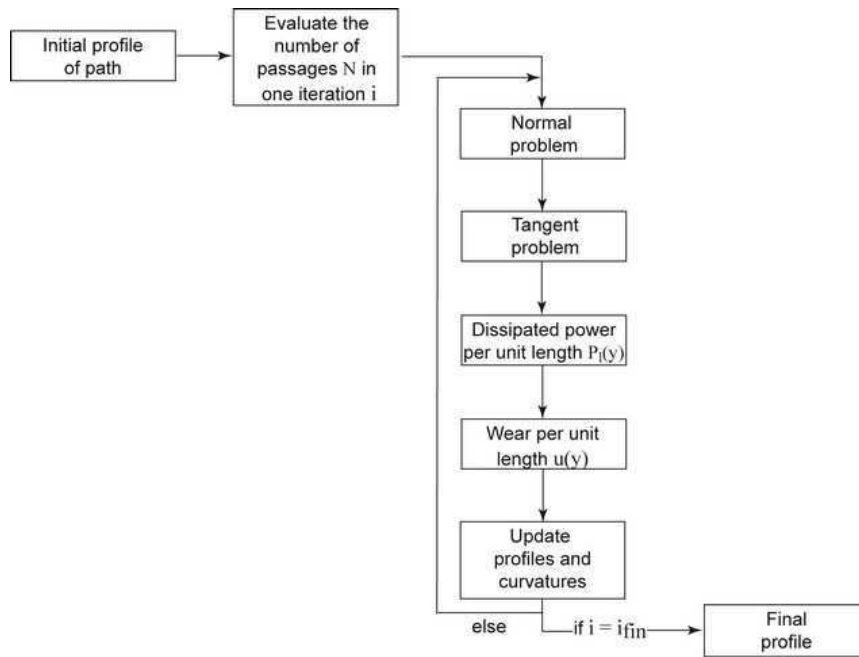 Initial profile
of path
Evaluate the
number of
passages N in
one iteration i
Normal
problem
Tangent
problem
Dissipated power
per unit length P_l(y)
Wear per unit
length u(y)
Update
profiles and
curvatures
else
if i = i_fin
Final
profile